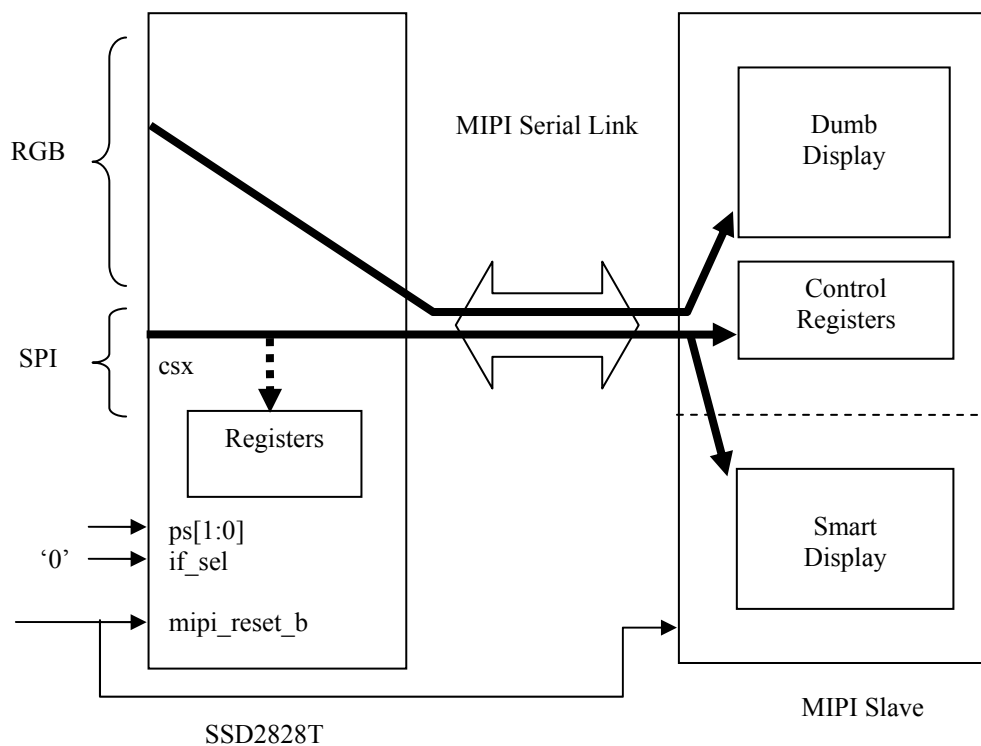 RGB
MIPI Serial Link
Dumb
Display
Control
Registers
SPI
csx
Registers
Smart
Display
ps[1:0]
‘0’
if_sel
mipi_reset_b
MIPI Slave
SSD2828T